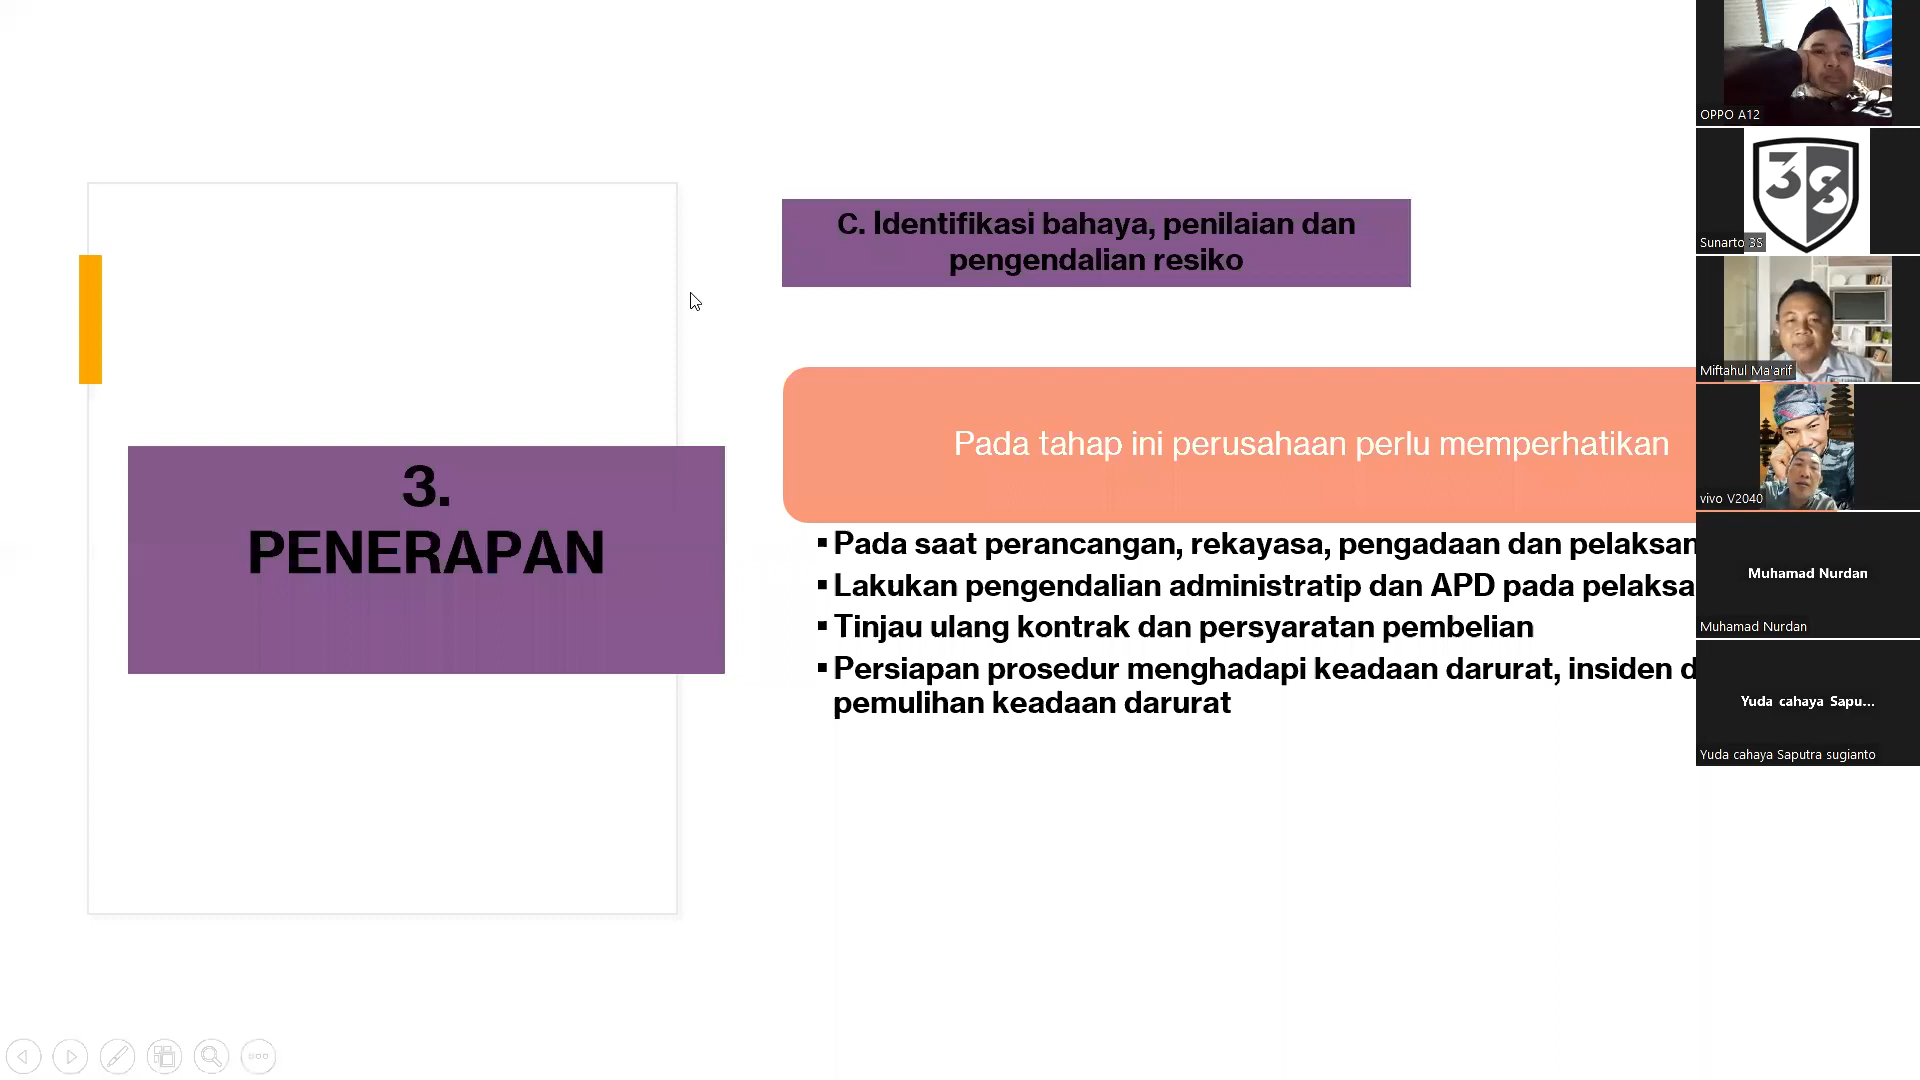 3.
PENERAPAN
C. Identifikasi bahaya, penilaian dan
pengendalian resiko
Pada tahap ini perusahaan perlu memperhatikan
▪ Pada saat perancangan, rekayasa, pengadaan dan pelaksan
▪ Lakukan pengendalian administratip dan APD pada pelaksa
▪ Tinjau ulang kontrak dan persyaratan pembelian
▪ Persiapan prosedur menghadapi keadaan darurat, insiden d
pemulihan keadaan darurat
OPPO A12
3S
Sunarto 3S
Miftahul Ma'arif
vivo V2040
Muhamad Nurdan
Muhamad Nurdan
Yuda cahaya Sapu...
Yuda cahaya Saputra sugianto